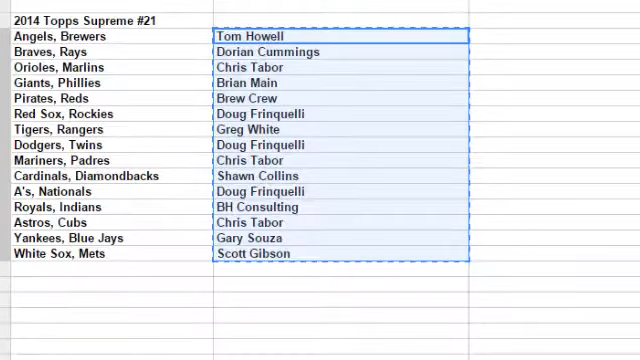 2014 Topps Supreme #21
Angels, Brewers Tom Howell
Braves, Rays Dorian Cummings
Orioles, Marlins Chris Tabor
Giants, Phillies Brian Main
Pirates, Reds Brew Crew
Red Sox, Rockies Doug Frinquelli
Tigers, Rangers Greg White
Dodgers, Twins Doug Frinquelli
Mariners, Padres Chris Tabor
Cardinals, Diamondbacks Shawn Collins
A's, Nationals Doug Frinquelli
Royals, Indians BH Consulting
Astros, Cubs Chris Tabor
Yankees, Blue Jays Gary Souza
White Sox, Mets Scott Gibson